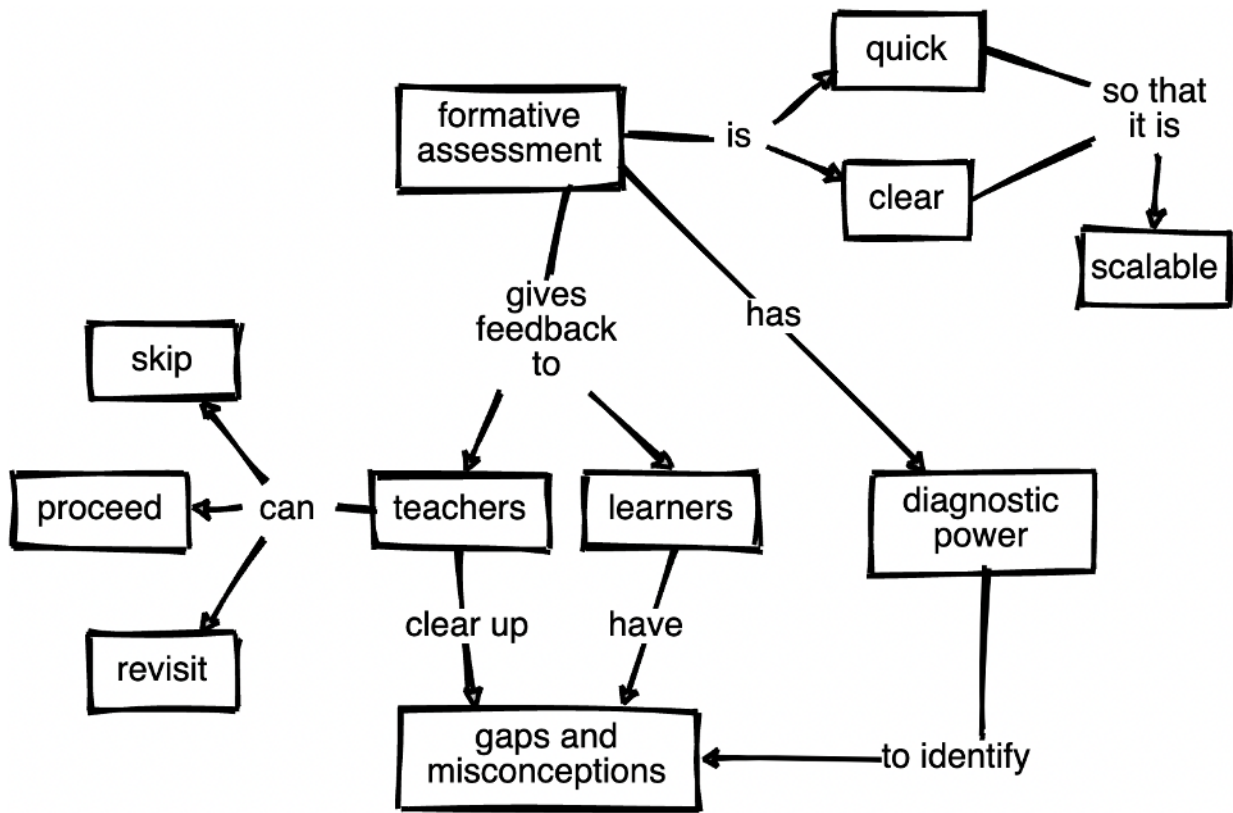 quick
formative
assessment
is
so that
it is
clear
scalable
gives
feedback
to
has
skip
proceed
can
teachers
learners
diagnostic
power
clear up
have
revisit
gaps and
misconceptions
to identify